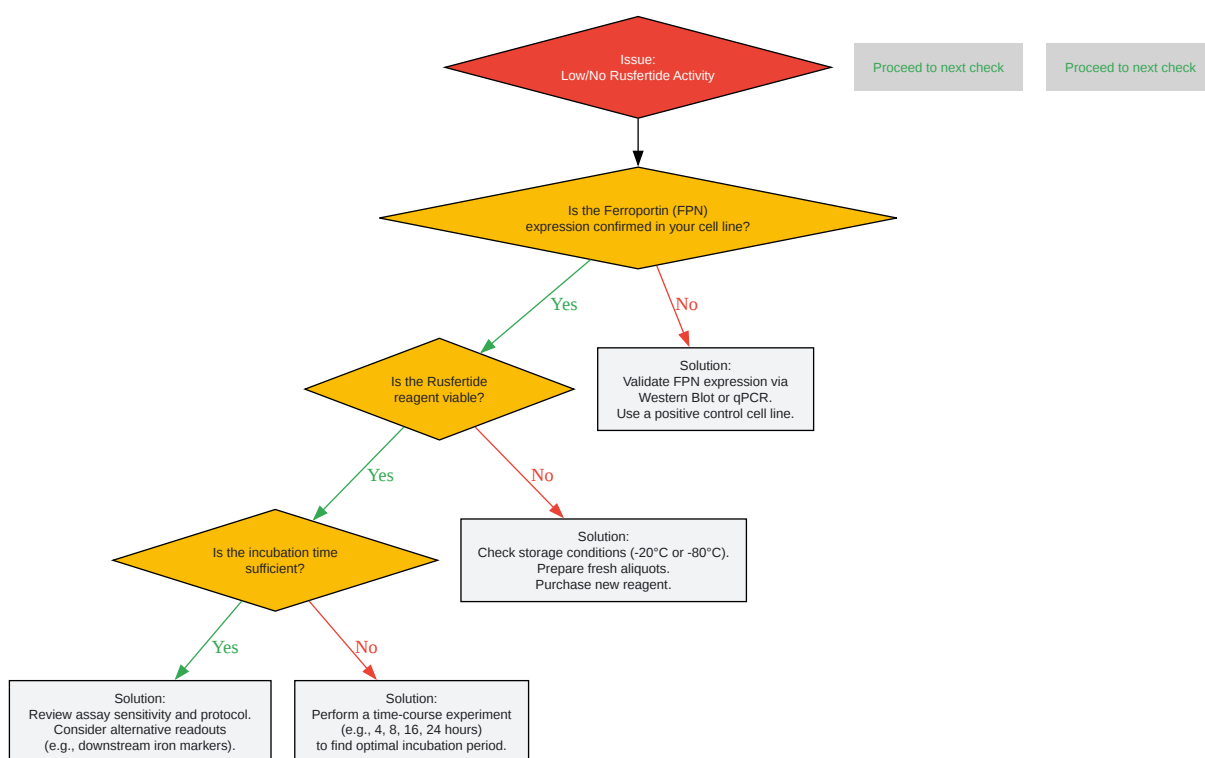 Issue:
Low/No Rusfertide Activity
Proceed to next check
Proceed to next check
Is the Ferroportin (FPN)
expression confirmed in your cell line?
Yes
No
Is the Rusfertide
reagent viable?
Solution:
Validate FPN expression via
Western Blot or qPCR.
Use a positive control cell line.
Yes
No
Is the incubation time
sufficient?
Solution:
Check storage conditions (-20°C or -80°C).
Prepare fresh aliquots.
Purchase new reagent.
Yes
No
Solution:
Review assay sensitivity and protocol.
Consider alternative readouts
(e.g., downstream iron markers).
Solution:
Perform a time-course experiment
(e.g., 4, 8, 16, 24 hours)
to find optimal incubation period.